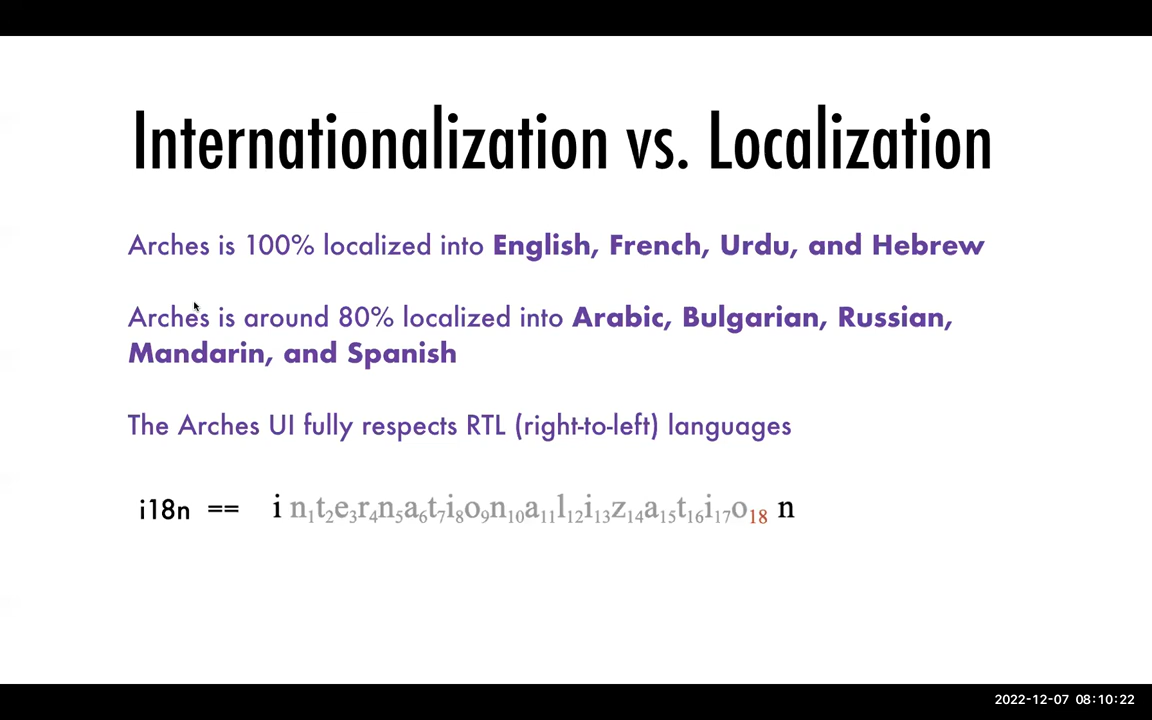 Internationalization vs. Localization
Arches is 100% localized into English, French, Urdu, and Hebrew
Arches is around 80% localized into Arabic, Bulgarian, Russian,
Mandarin, and Spanish
The Arches UI fully respects RTL (right-to-left) languages
i18n == i n₁t₂e₃r₄n₅a₆t₇i₈o₉n₁₀a₁₁l₁₂i₁₃z₁₄a₁₅t₁₆i₁₇o₁₈ n
2022-12-07 08:10:22